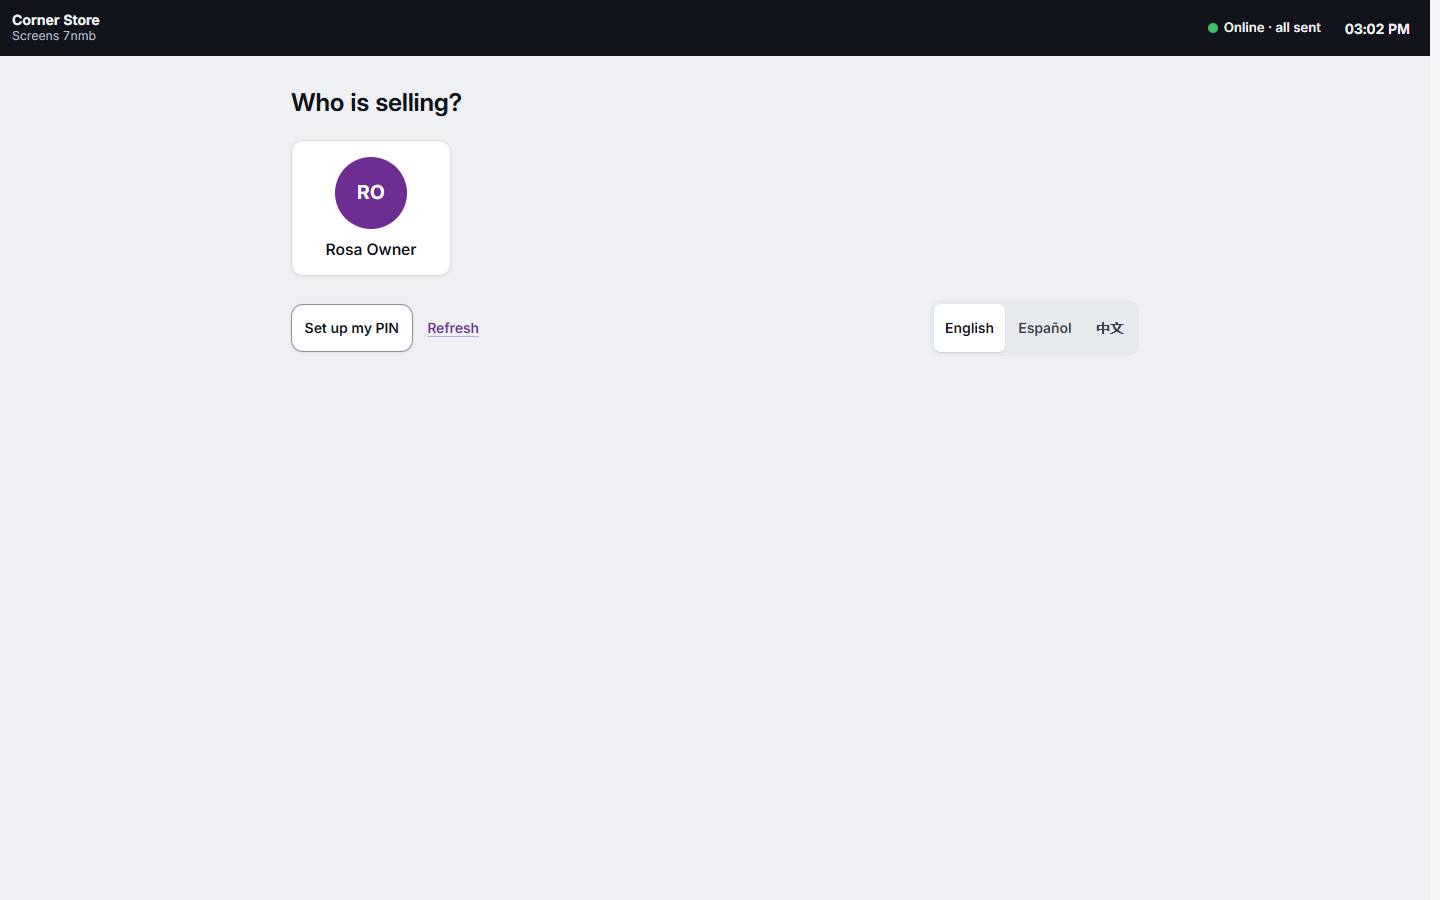 Corner Store
Screens 7nmb
Online · all sent
03:02 PM
Who is selling?
RO
Rosa Owner
Set up my PIN
Refresh
English
Español
中文